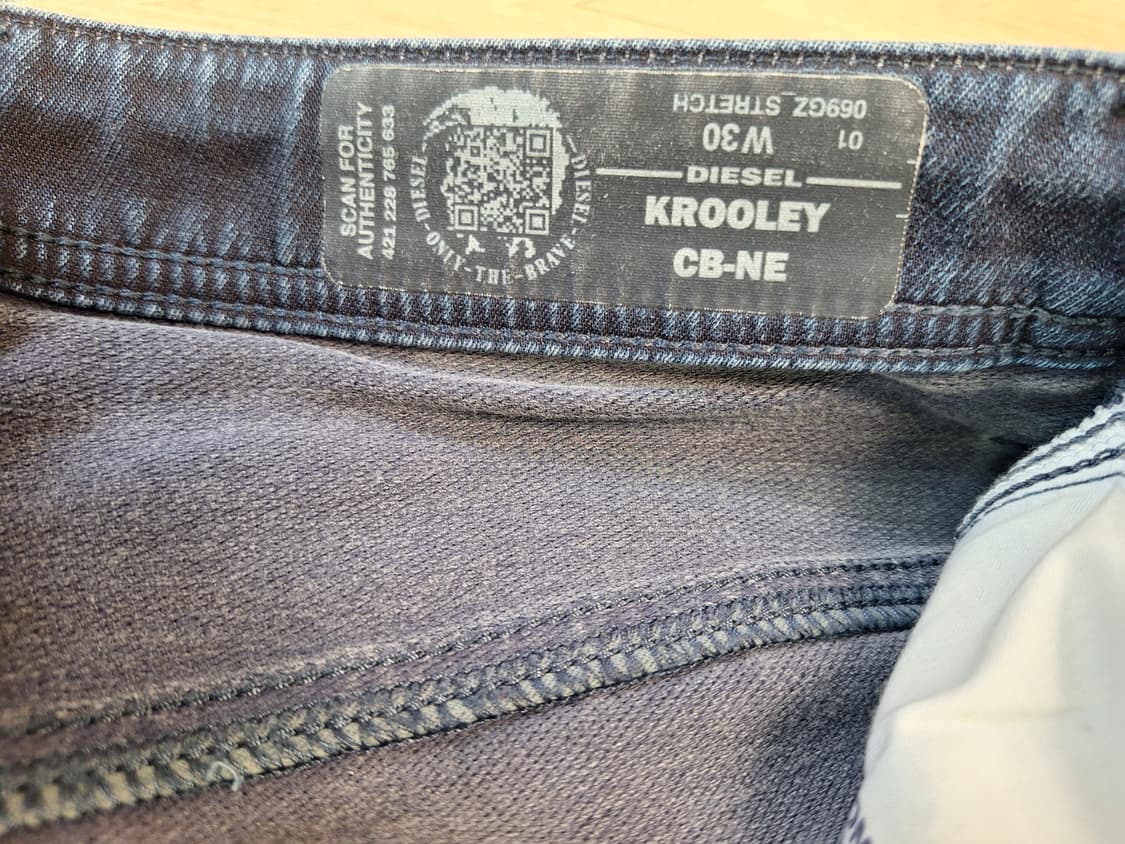 SCAN FOR
AUTHENTICITY
421 228 765 633
DIESEL-ONLY-THE-BRAVE-DIESEL
069GZ_STRETCH
01 W30
DIESEL
KROOLEY
CB-NE